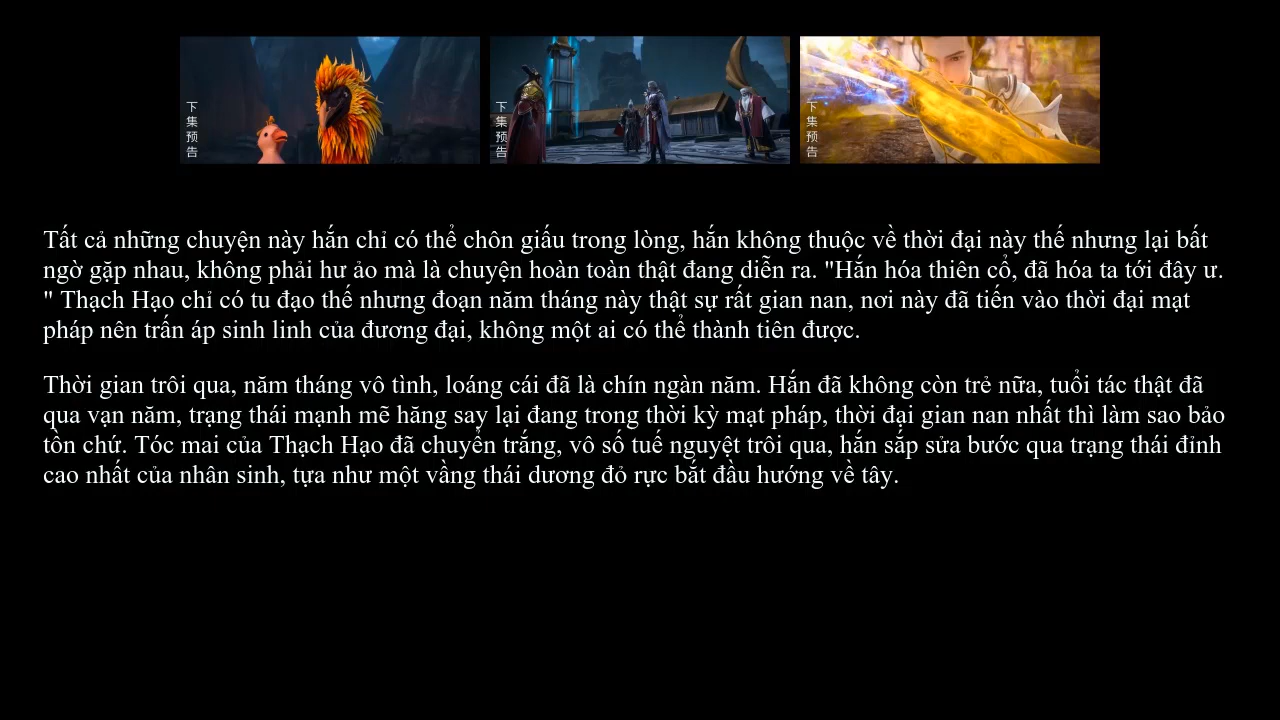 下集预告
下集预告
下集预告
Tất cả những chuyện này hắn chỉ có thể chôn giấu trong lòng, hắn không thuộc về thời đại này thế nhưng lại bất
ngờ gặp nhau, không phải hư ảo mà là chuyện hoàn toàn thật đang diễn ra. "Hắn hóa thiên cổ, đã hóa ta tới đây ư.
" Thạch Hạo chỉ có tu đạo thế nhưng đoạn năm tháng này thật sự rất gian nan, nơi này đã tiến vào thời đại mạt
pháp nên trấn áp sinh linh của đương đại, không một ai có thể thành tiên được.
Thời gian trôi qua, năm tháng vô tình, loáng cái đã là chín ngàn năm. Hắn đã không còn trẻ nữa, tuổi tác thật đã
qua vạn năm, trạng thái mạnh mẽ hăng say lại đang trong thời kỳ mạt pháp, thời đại gian nan nhất thì làm sao bảo
tồn chứ. Tóc mai của Thạch Hạo đã chuyển trắng, vô số tuế nguyệt trôi qua, hắn sắp sửa bước qua trạng thái đỉnh
cao nhất của nhân sinh, tựa như một vầng thái dương đỏ rực bắt đầu hướng về tây.